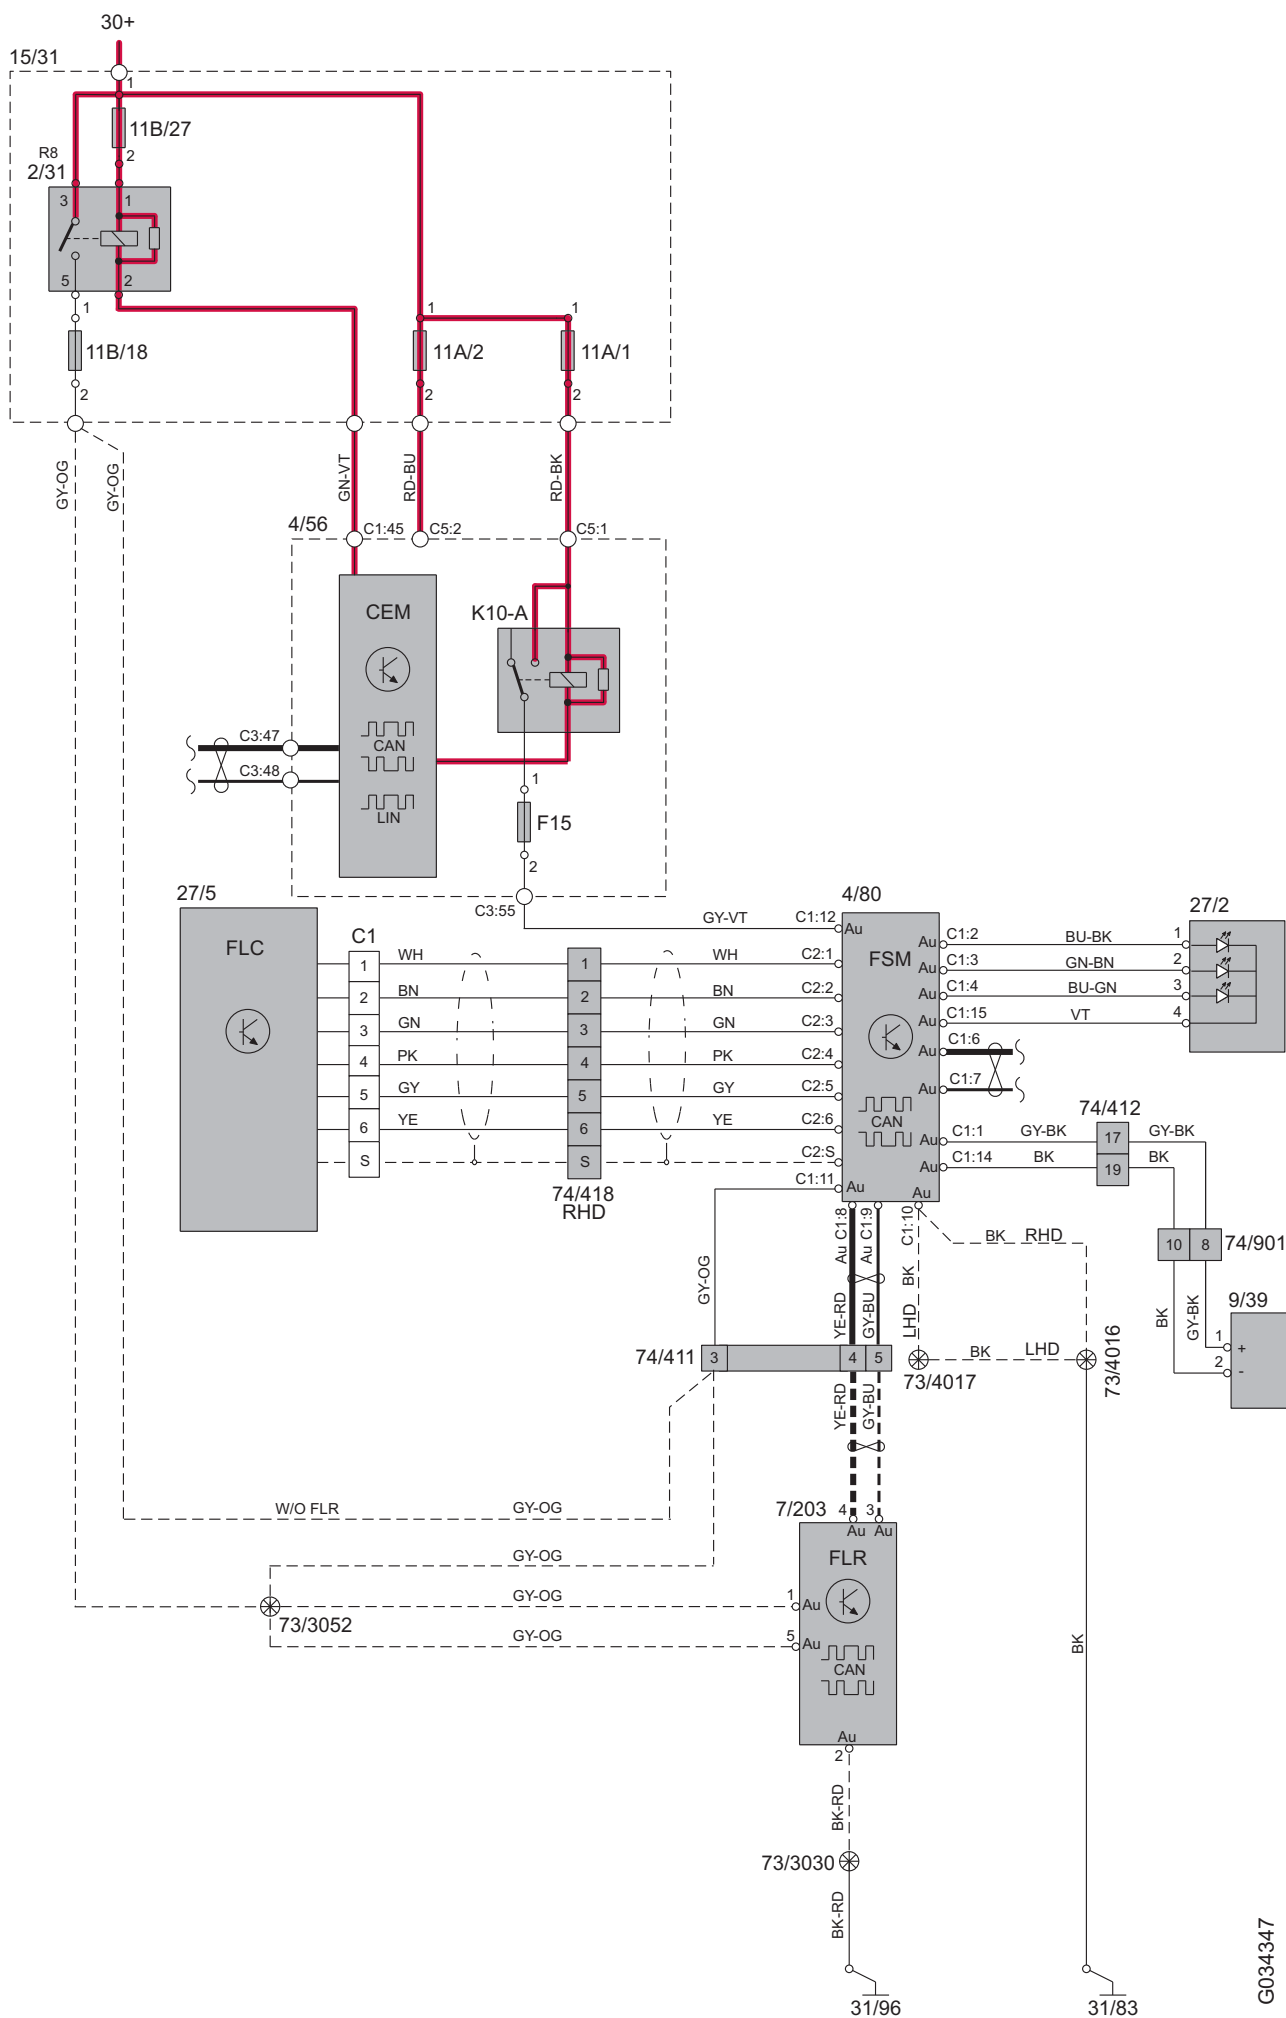 30+
15/31
1
11B/27
R8
2
2/31
3
1
5
2
1
1
1
11B/18
11A/2
11A/1
2
2
2
GY-OG
GY-OG
GN-VT
RD-BU
RD-BK
4/56
C1:45
C5:2
C5:1
CEM
K10-A
C3:47
CAN
C3:48
1
LIN
F15
2
27/5
4/80
27/2
C3:55
GY-VT
C1:12
Au
FLC
C1
FSM
Au
C1:2
BU-BK
1
1
WH
1
WH
C2:1
Au
C1:3
GN-BN
2
2
BN
2
BN
C2:2
Au
C1:4
BU-GN
3
3
GN
3
GN
C2:3
Au
C1:15
VT
4
4
PK
4
PK
C2:4
Au
C1:6
5
GY
5
GY
C2:5
Au
C1:7
6
YE
6
YE
C2:6
CAN
74/412
Au
C1:1
GY-BK
17
GY-BK
S
S
C2:S
Au
C1:14
BK
19
BK
74/418
RHD
C1:11
Au
Au
Au C1:8
Au C1:9
C1:10
BK
RHD
10
8
74/901
GY-OG
YE-RD
GY-BU
LHD
BK
BK
GY-BK
9/39
1
+
2
-
74/411
3
4
5
BK
LHD
73/4017
73/4016
YE-RD
GY-BU
W/O FLR
GY-OG
7/203
4
3
Au
Au
FLR
GY-OG
GY-OG
1
Au
73/3052
GY-OG
5
Au
CAN
BK
Au
2
BK-RD
73/3030
BK-RD
31/96
31/83
G034347